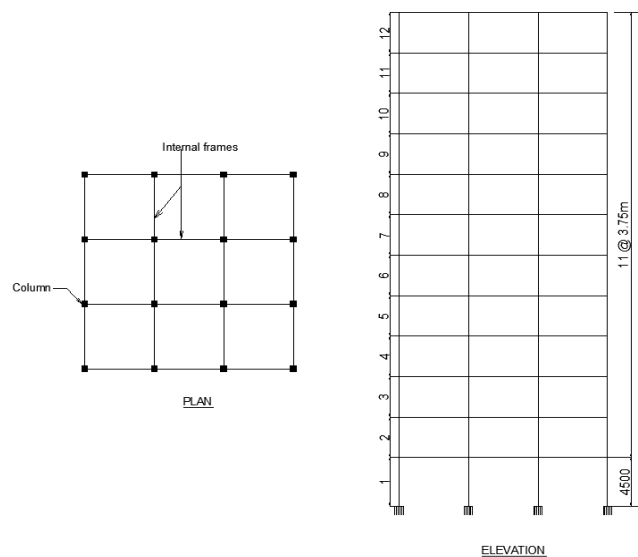 Internal frames
Column
PLAN
12
11
10
9
8
7
6
5
4
3
2
1
11 @ 3.75m
4500
ELEVATION